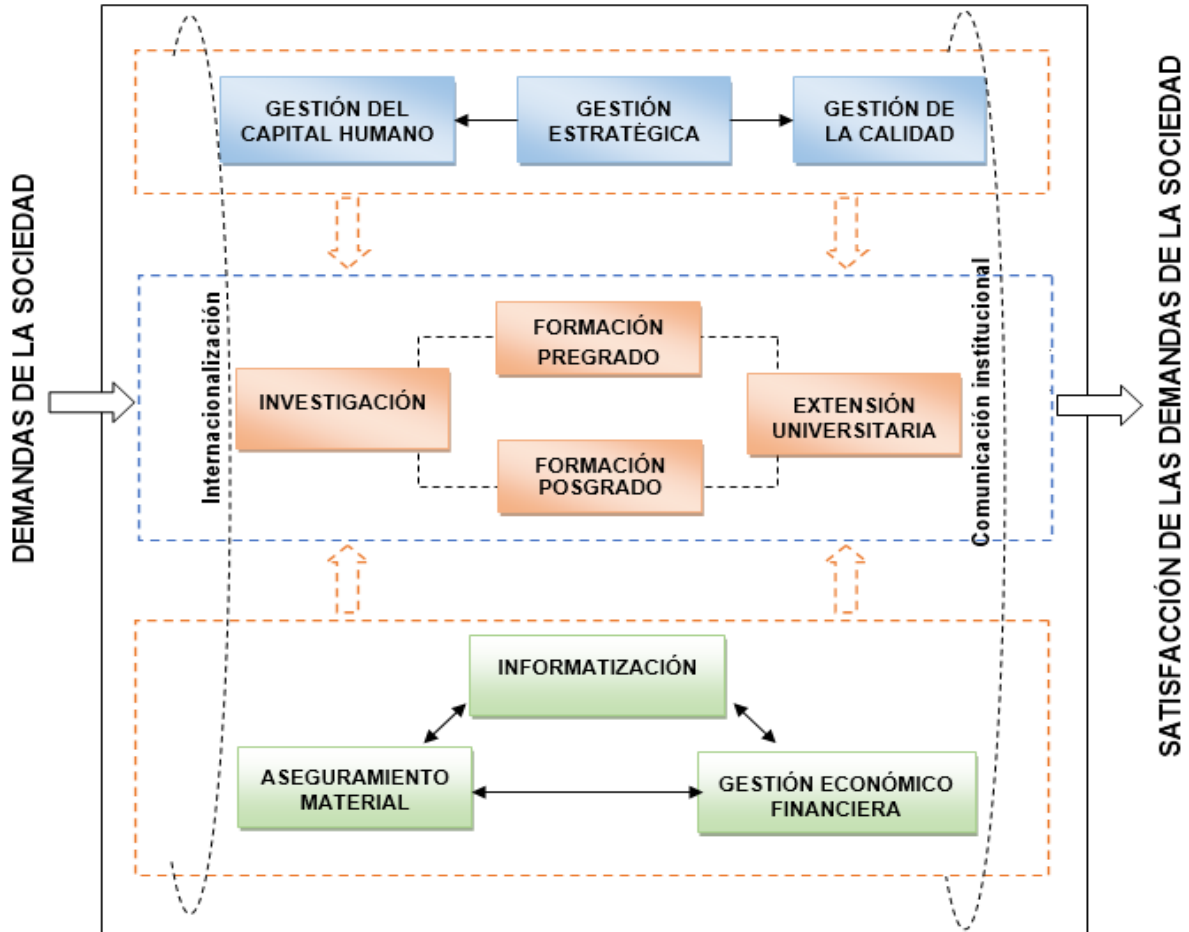 DEMANDAS DE LA SOCIEDAD
GESTIÓN DEL
CAPITAL HUMANO
GESTIÓN
ESTRATÉGICA
GESTIÓN DE
LA CALIDAD
Internacionalización
INVESTIGACIÓN
FORMACIÓN
PREGRADO
FORMACIÓN
POSGRADO
EXTENSIÓN
UNIVERSITARIA
Comunicación institucional
INFORMATIZACIÓN
ASEGURAMIENTO
MATERIAL
GESTIÓN ECONÓMICO
FINANCIERA
SATISFACCIÓN DE LAS DEMANDAS DE LA SOCIEDAD